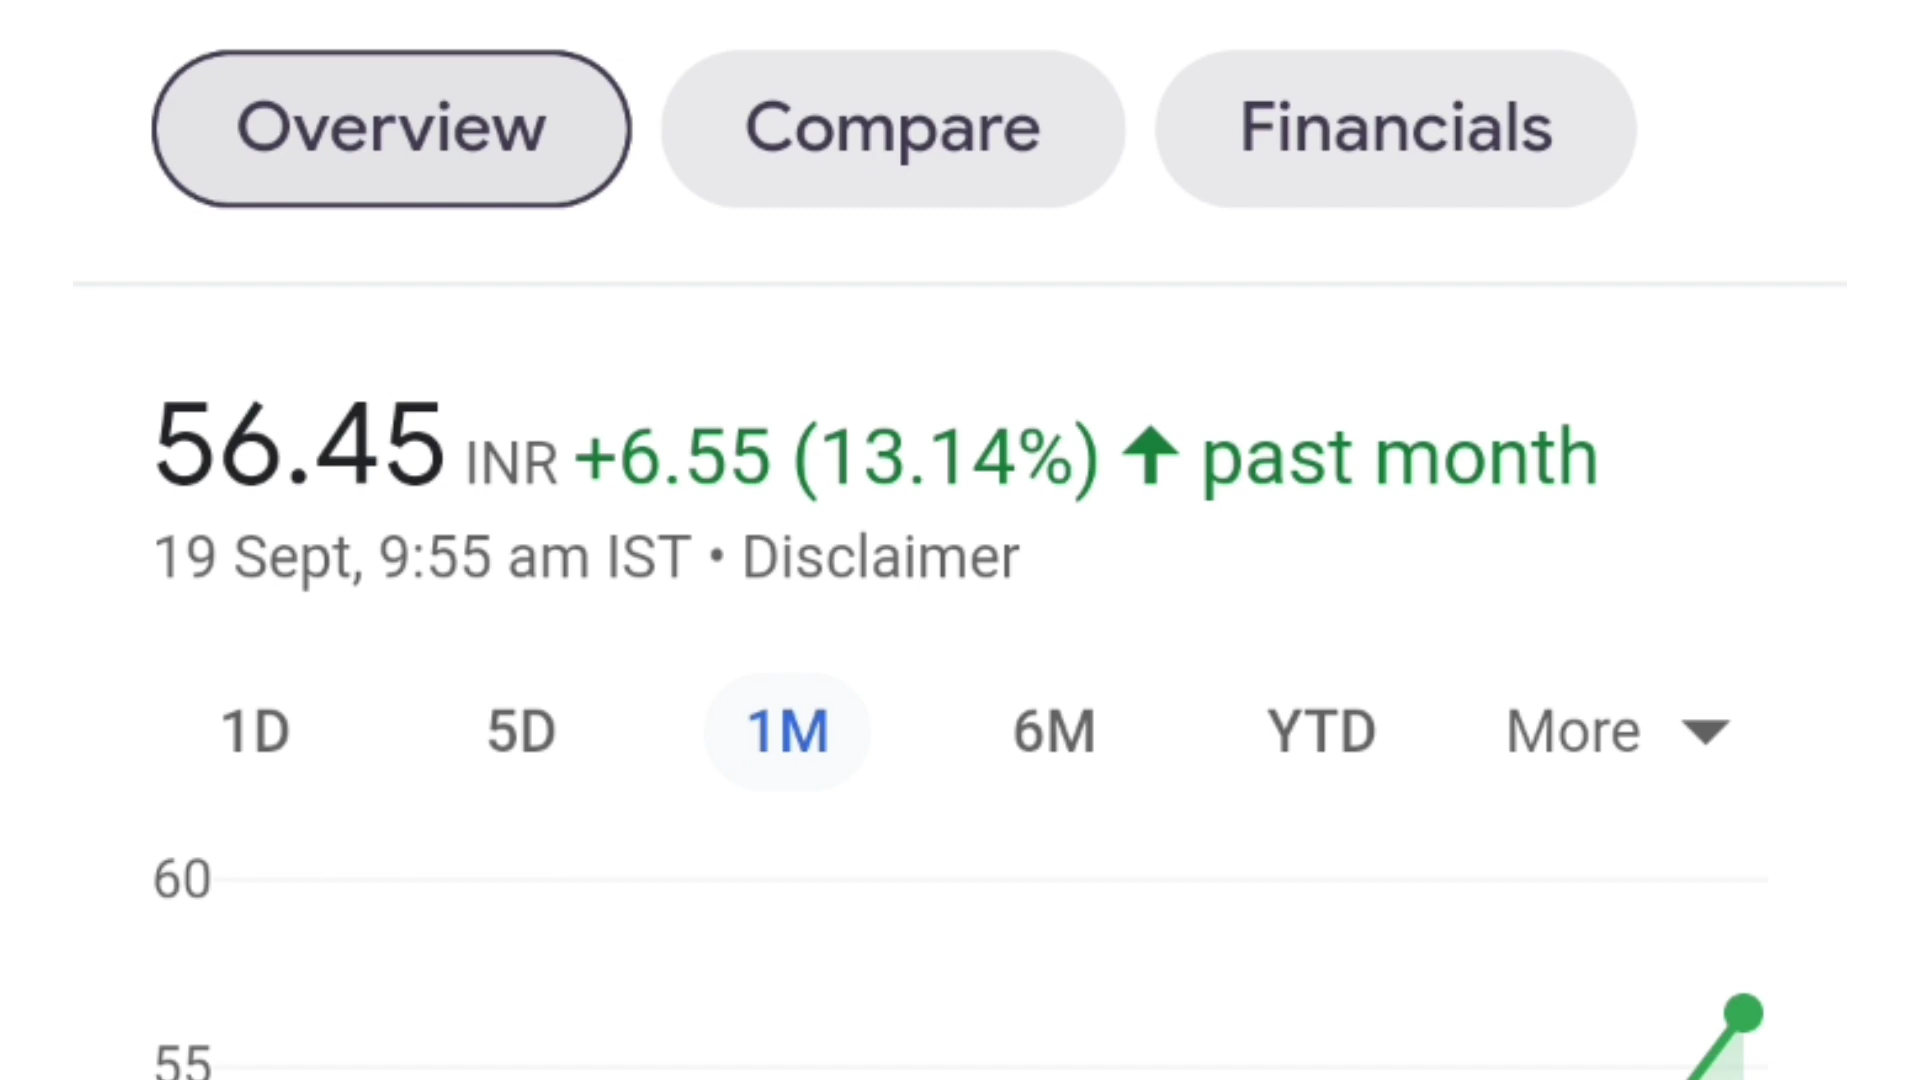 Overview Compare Financials
56.45 INR +6.55 (13.14%) ↑ past month
19 Sept, 9:55 am IST • Disclaimer
1D 5D 1M 6M YTD More
60
55